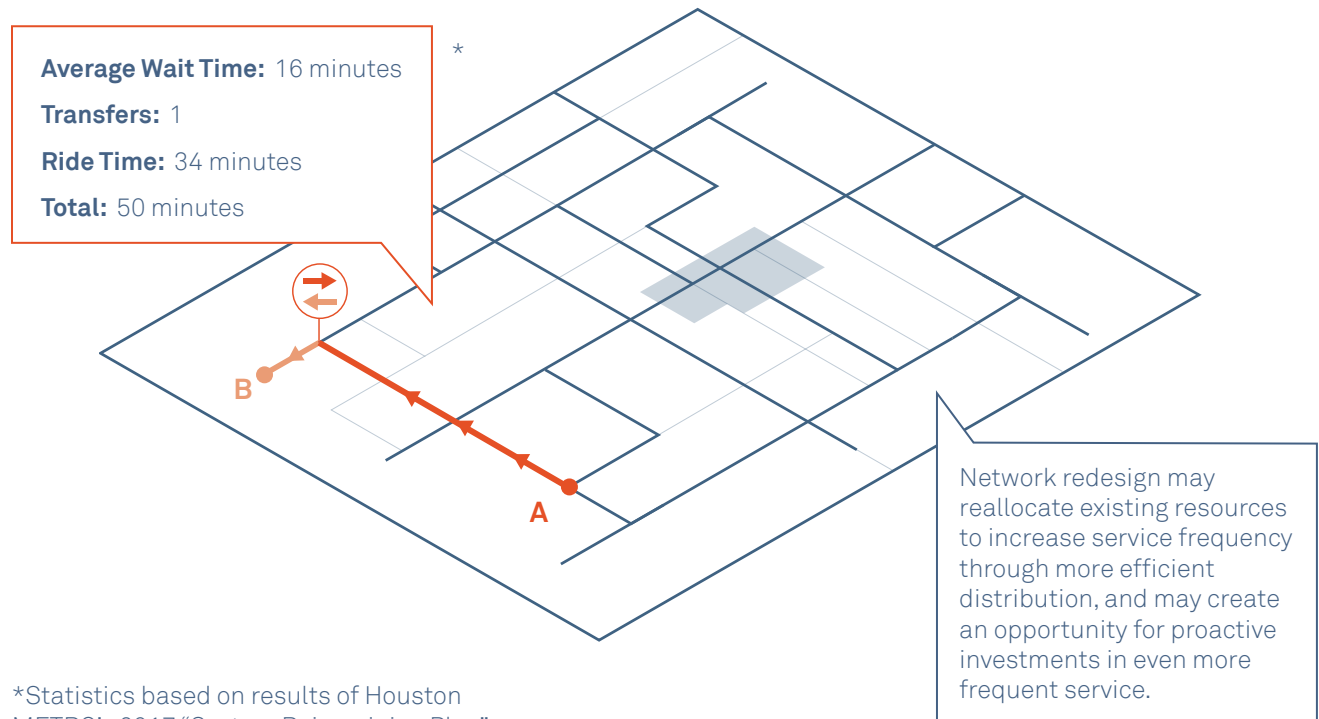 Average Wait Time: 16 minutes
*
Transfers: 1
Ride Time: 34 minutes
Total: 50 minutes
B
A
Network redesign may
reallocate existing resources
to increase service frequency
through more efficient
distribution, and may create
an opportunity for proactive
investments in even more
frequent service.
*Statistics based on results of Houston